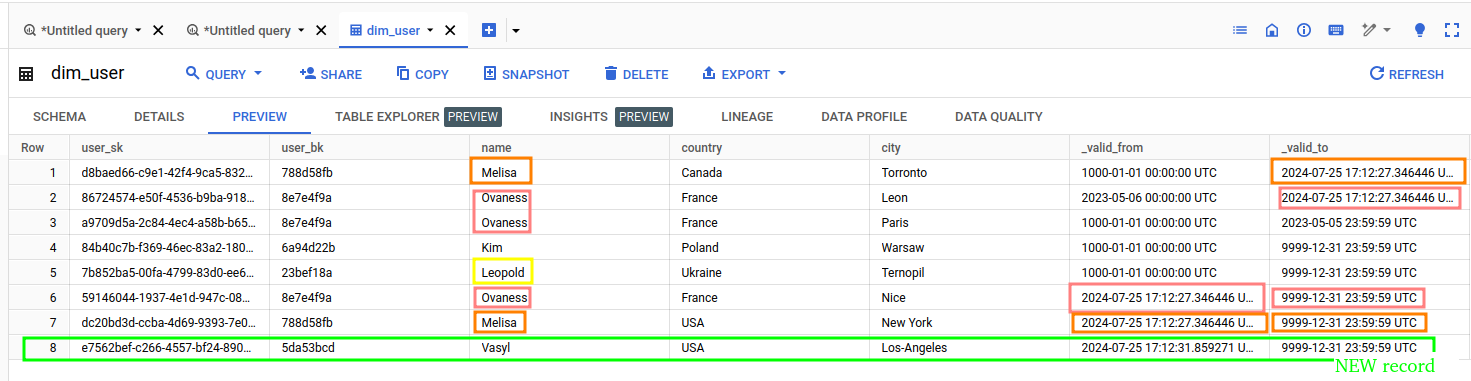 *Untitled query *Untitled query dim_user
dim_user QUERY SHARE COPY SNAPSHOT DELETE EXPORT REFRESH
SCHEMA DETAILS PREVIEW TABLE EXPLORER PREVIEW INSIGHTS PREVIEW LINEAGE DATA PROFILE DATA QUALITY
Row user_sk user_bk name country city _valid_from _valid_to
1 d8baed66-c9e1-42f4-9ca5-832... 788d58fb Melisa Canada Torronto 1000-01-01 00:00:00 UTC 2024-07-25 17:12:27.346446 U...
2 86724574-e50f-4536-b9ba-918... 8e7e4f9a Ovaness France Leon 2023-05-06 00:00:00 UTC 2024-07-25 17:12:27.346446 U...
3 a9709d5a-2c84-4ec4-a58b-b65... 8e7e4f9a Ovaness France Paris 1000-01-01 00:00:00 UTC 2023-05-05 23:59:59 UTC
4 84b40c7b-f369-46ec-83a2-180... 6a94d22b Kim Poland Warsaw 1000-01-01 00:00:00 UTC 9999-12-31 23:59:59 UTC
5 7b852ba5-00fa-4799-83d0-ee6... 23bef18a Leopold Ukraine Ternopil 1000-01-01 00:00:00 UTC 9999-12-31 23:59:59 UTC
6 59146044-1937-4e1d-947c-08... 8e7e4f9a Ovaness France Nice 2024-07-25 17:12:27.346446 U... 9999-12-31 23:59:59 UTC
7 dc20bd3d-ccba-4d69-9393-7e0... 788d58fb Melisa USA New York 2024-07-25 17:12:27.346446 U... 9999-12-31 23:59:59 UTC
8 e7562bef-c266-4557-bf24-890... 5da53bcd Vasyl USA Los-Angeles 2024-07-25 17:12:31.859271 U... 9999-12-31 23:59:59 UTC
NEW record